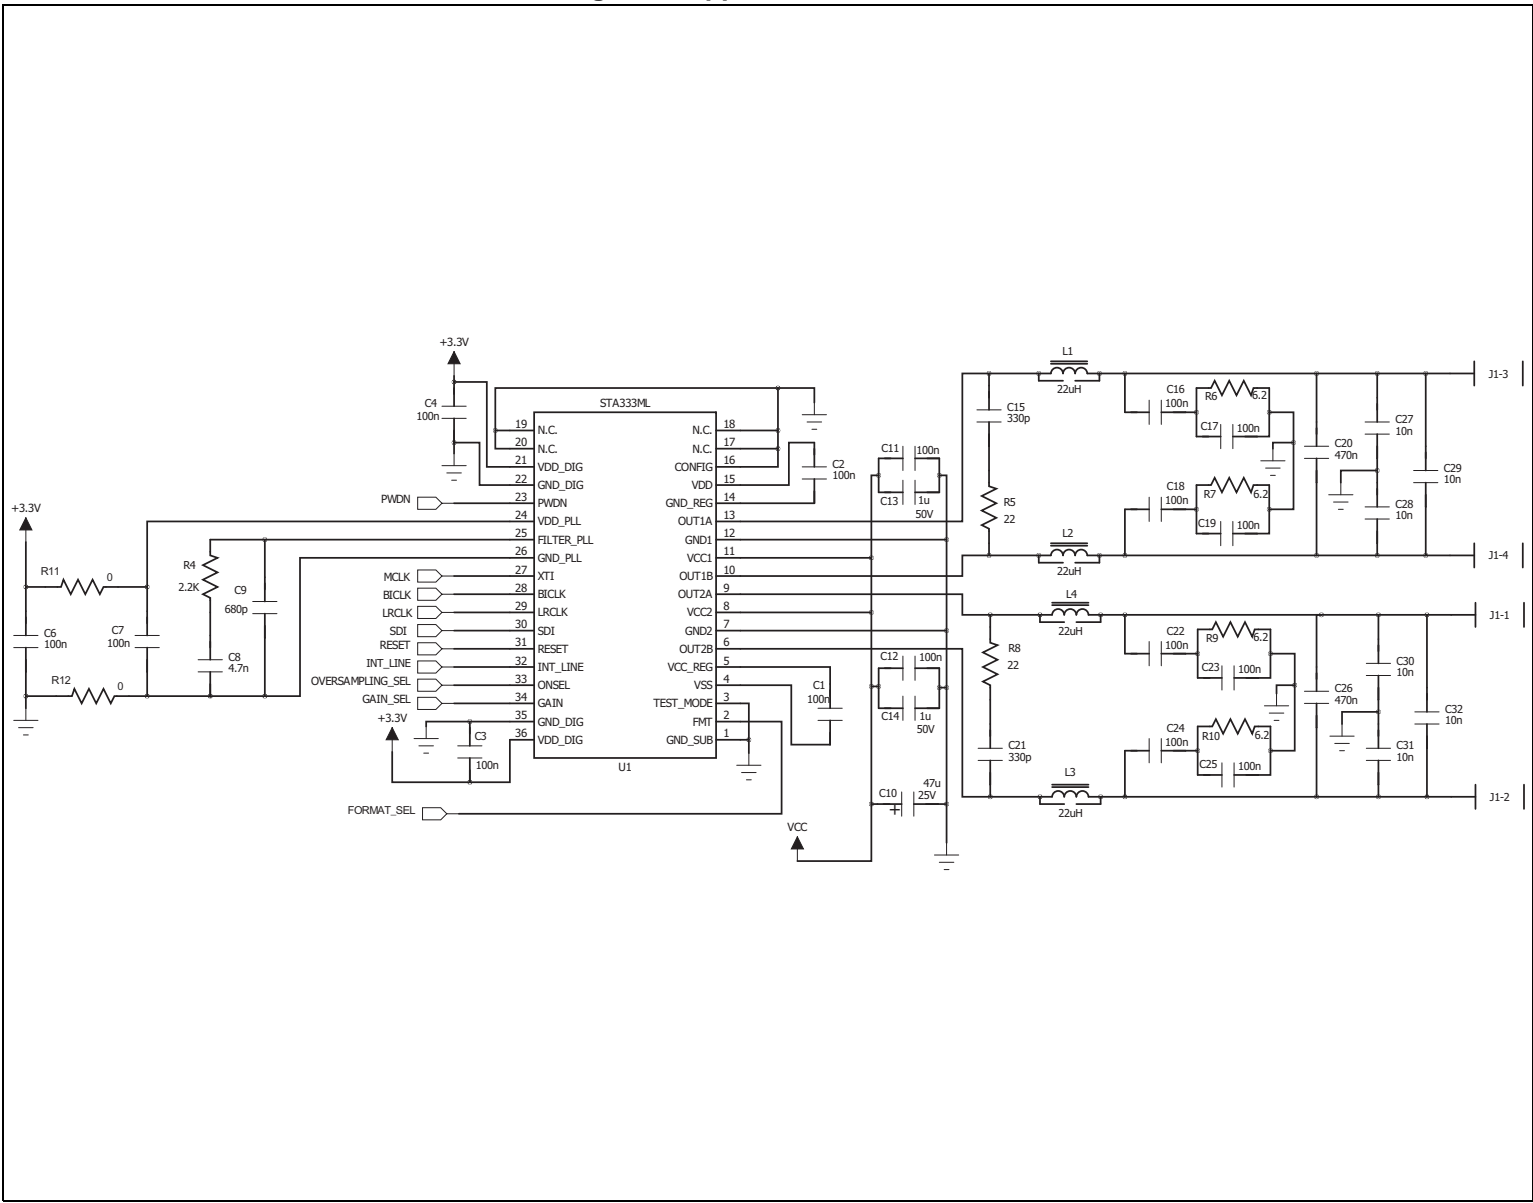 +3.3V
C4
100n
STA333ML
19 N.C.
20 N.C.
21 VDD_DIG
22 GND_DIG
23 PWDN
24 VDD_PLL
25 FILTER_PLL
26 GND_PLL
27 XTI
28 BICLK
29 LRCLK
30 SDI
31 RESET
32 INT_LINE
33 ONSEL
34 GAIN
35 GND_DIG
36 VDD_DIG
N.C. 18
N.C. 17
CONFIG 16
VDD 15
GND_REG 14
OUT1A 13
GND1 12
VCC1 11
OUT1B 10
OUT2A 9
VCC2 8
GND2 7
OUT2B 6
VCC_REG 5
VSS 4
TEST_MODE 3
FMT 2
GND_SUB 1
U1
PWDN
MCLK
BICLK
LRCLK
SDI
RESET
INT_LINE
OVERSAMPLING_SEL
GAIN_SEL
+3.3V
C3
100n
FORMAT_SEL
+3.3V
R11 0
C6
100n
C7
100n
R12 0
R4
2.2K
C9
680p
C8
4.7n
C2
100n
C1
100n
C11 100n
C13 1u
50V
C12 100n
C14 1u
50V
C10 47u
25V
VCC
C15
330p
R5
22
L1
22uH
L2
22uH
C16
100n
R6 6.2
C17 100n
C18
100n
R7 6.2
C19 100n
C20
470n
C27
10n
C28
10n
C29
10n
J1-3
J1-4
R8
22
C21
330p
L4
22uH
L3
22uH
C22
100n
R9 6.2
C23 100n
C24
100n
R10 6.2
C25 100n
C26
470n
C30
10n
C31
10n
C32
10n
J1-1
J1-2